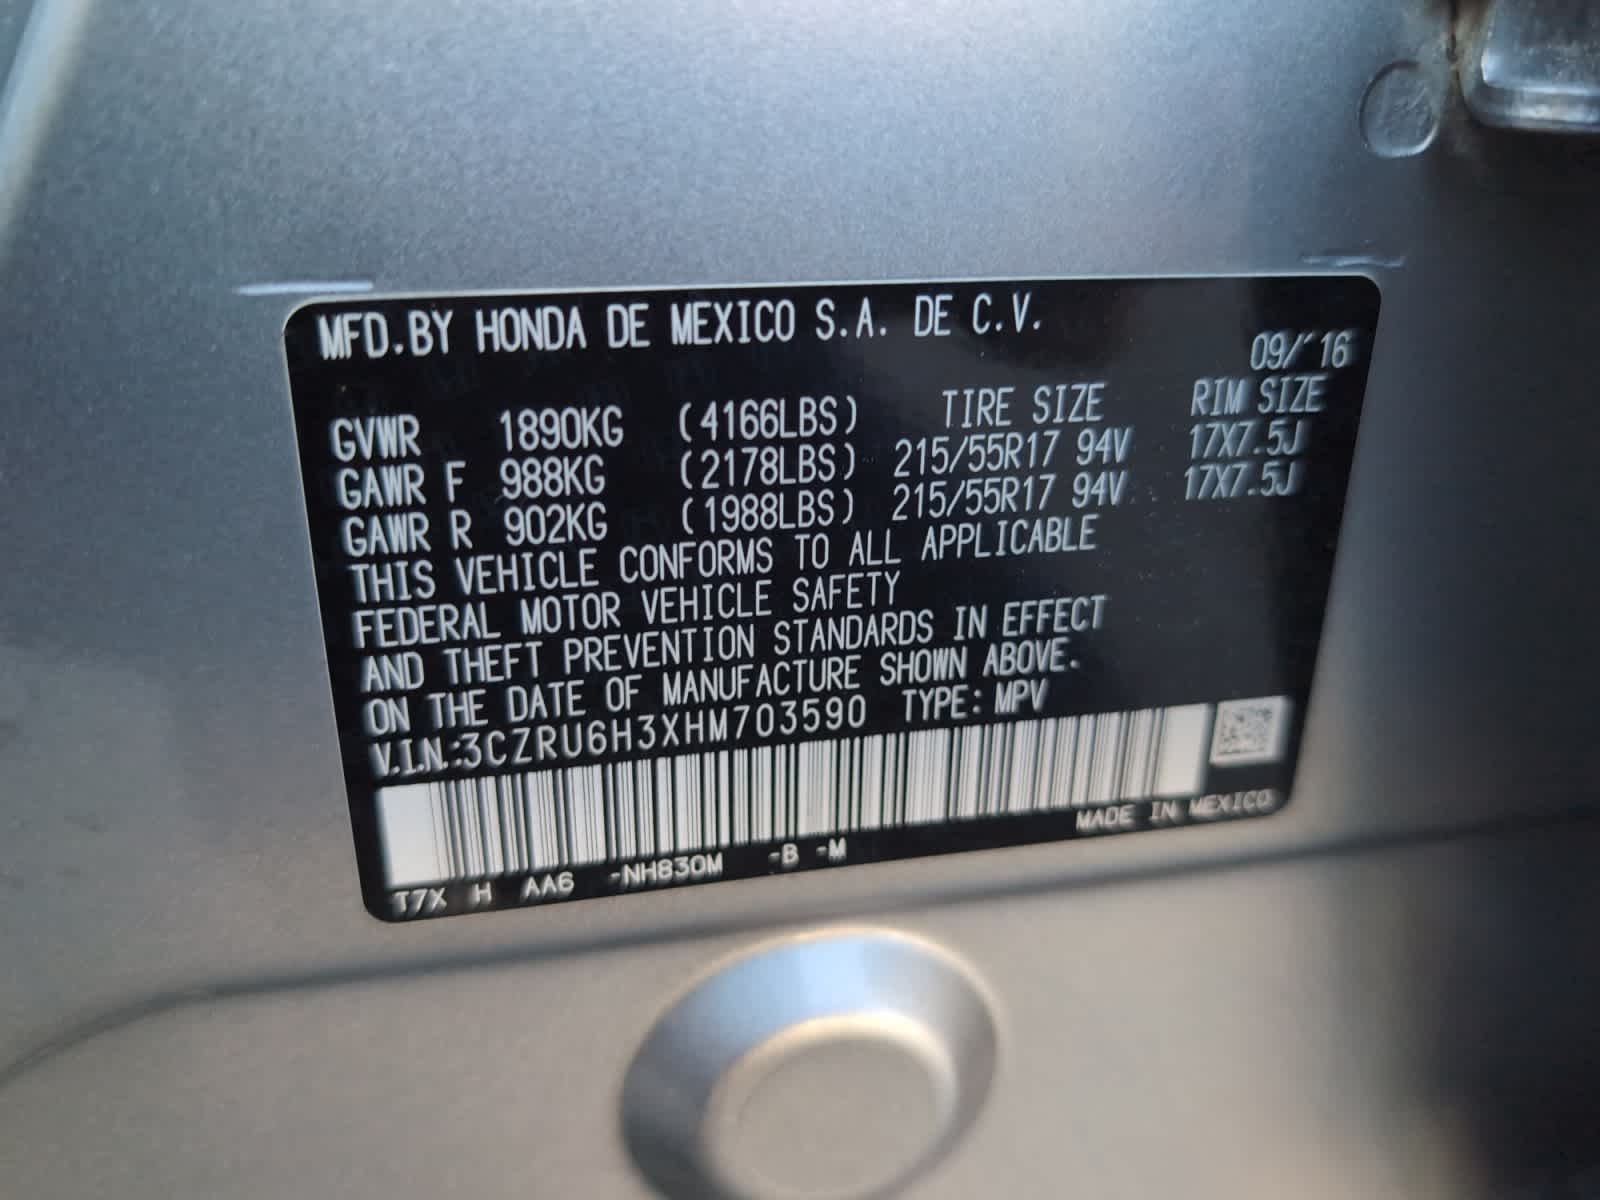 MFD.BY HONDA DE MEXICO S.A. DE C.V.
09/'16
GVWR 1890KG (4166LBS) TIRE SIZE RIM SIZE
GAWR F 988KG (2178LBS) 215/55R17 94V 17X7.5J
GAWR R 902KG (1988LBS) 215/55R17 94V 17X7.5J
THIS VEHICLE CONFORMS TO ALL APPLICABLE
FEDERAL MOTOR VEHICLE SAFETY
AND THEFT PREVENTION STANDARDS IN EFFECT
ON THE DATE OF MANUFACTURE SHOWN ABOVE.
V.I.N.:3CZRU6H3XHM703590 TYPE: MPV
MADE IN MEXICO
T7X H AA6 -NH830M -B -M